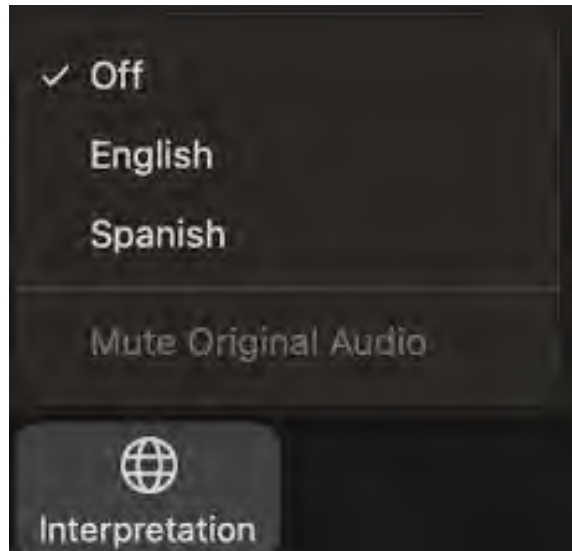 Off
English
Spanish
Mute Original Audio
Interpretation